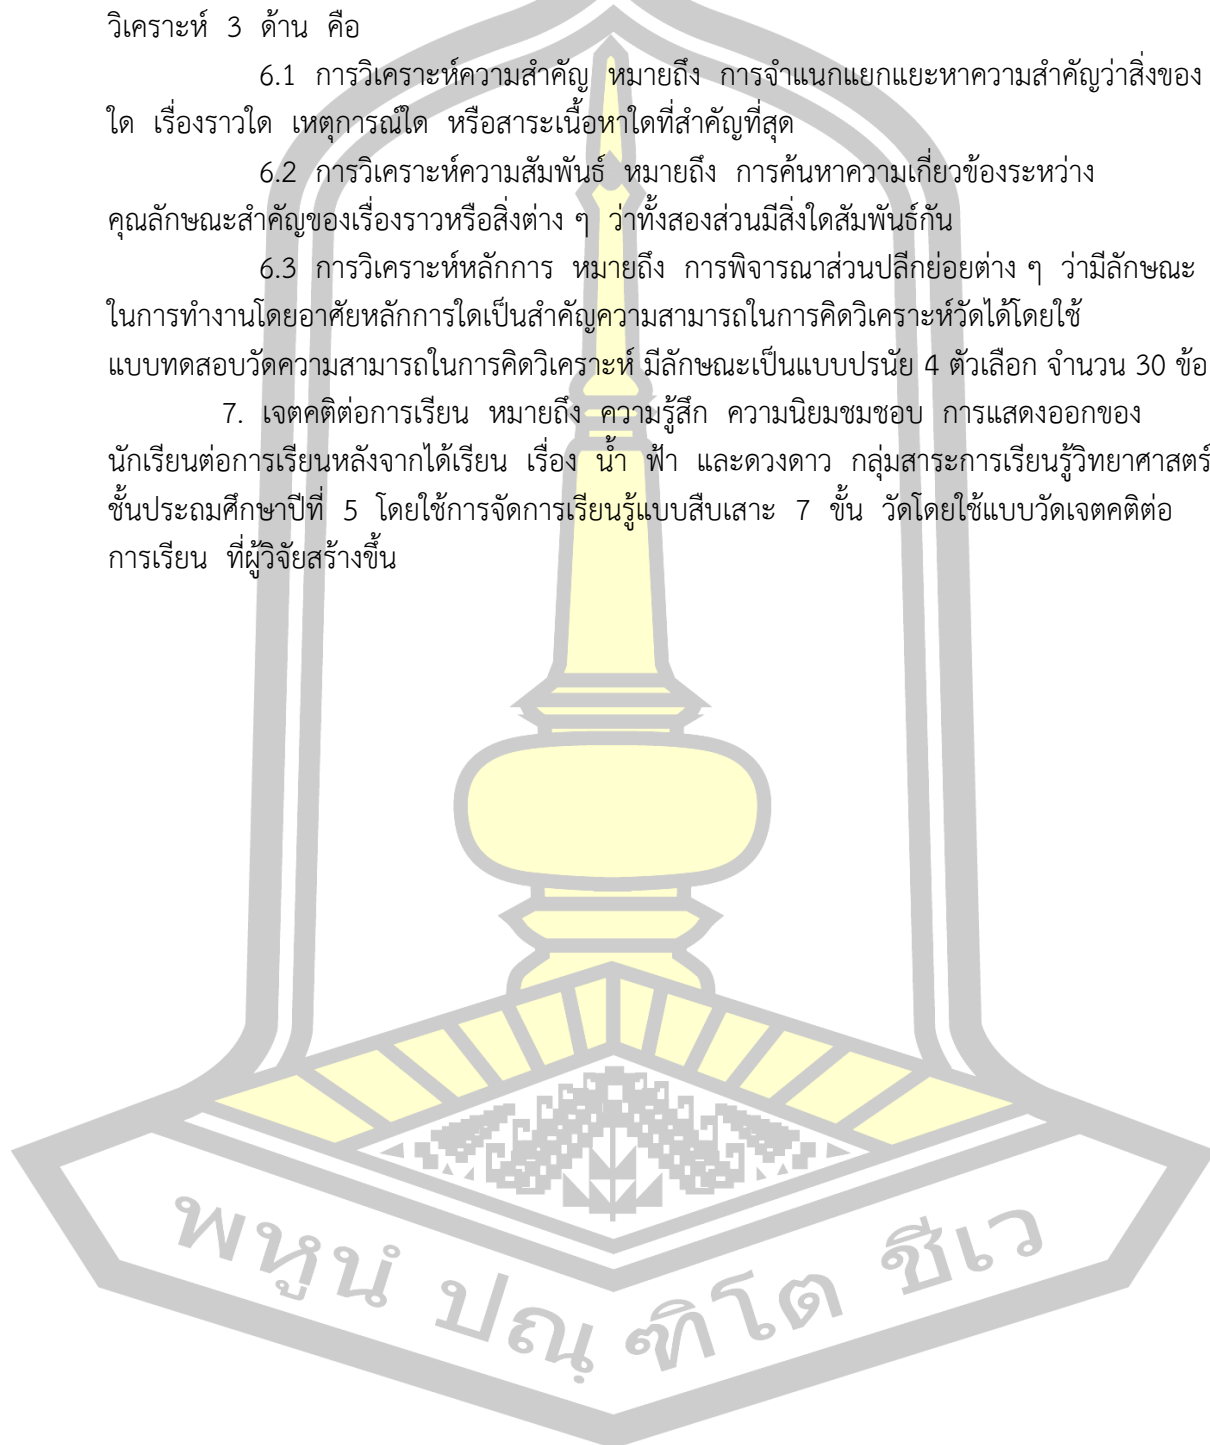 วิเคราะห์ 3 ด้าน คือ
6.1 การวิเคราะห์ความสำคัญ หมายถึง การจำแนกแยกแยะหาความสำคัญว่าสิ่งของ
ใด เรื่องราวใด เหตุการณ์ใด หรือสาระเนื้อหาใดที่สำคัญที่สุด
6.2 การวิเคราะห์ความสัมพันธ์ หมายถึง การค้นหาความเกี่ยวข้องระหว่าง
คุณลักษณะสำคัญของเรื่องราวหรือสิ่งต่าง ๆ ว่าทั้งสองส่วนมีสิ่งใดสัมพันธ์กัน
6.3 การวิเคราะห์หลักการ หมายถึง การพิจารณาส่วนปลีกย่อยต่าง ๆ ว่ามีลักษณะ
ในการทำงานโดยอาศัยหลักการใดเป็นสำคัญความสามารถในการคิดวิเคราะห์วัดได้โดยใช้
แบบทดสอบวัดความสามารถในการคิดวิเคราะห์ มีลักษณะเป็นแบบปรนัย 4 ตัวเลือก จำนวน 30 ข้อ
7. เจตคติต่อการเรียน หมายถึง ความรู้สึก ความนิยมชมชอบ การแสดงออกของ
นักเรียนต่อการเรียนหลังจากได้เรียน เรื่อง น้ำ ฟ้า และดวงดาว กลุ่มสาระการเรียนรู้วิทยาศาสตร์
ชั้นประถมศึกษาปีที่ 5 โดยใช้การจัดการเรียนรู้แบบสืบเสาะ 7 ขั้น วัดโดยใช้แบบวัดเจตคติต่อ
การเรียน ที่ผู้วิจัยสร้างขึ้น
พหูนํ ปณฺฑิโต ชีเว